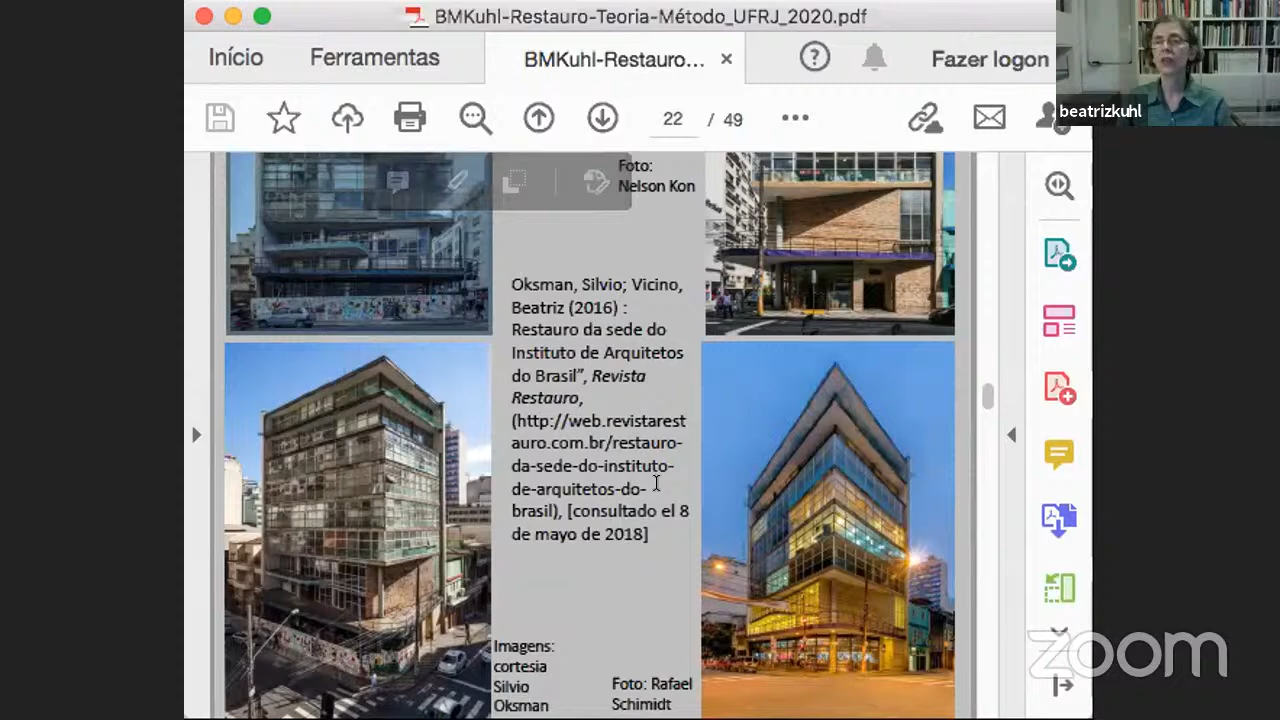 BMKuhl-Restauro-Teoria-Método_UFRJ_2020.pdf
Início
Ferramentas
BMKuhl-Restauro...
Fazer logon
beatrizkuhl
22 / 49
Foto:
Nelson Kon
Oksman, Silvio; Vicino,
Beatriz (2016) :
Restauro da sede do
Instituto de Arquitetos
do Brasil”, Revista
Restauro,
(http://web.revistarest
auro.com.br/restauro-
da-sede-do-instituto-
de-arquitetos-do-
brasil), [consultado el 8
de mayo de 2018]
Imagens:
cortesia
Silvio
Oksman
Foto: Rafael
Schimidt
zoom